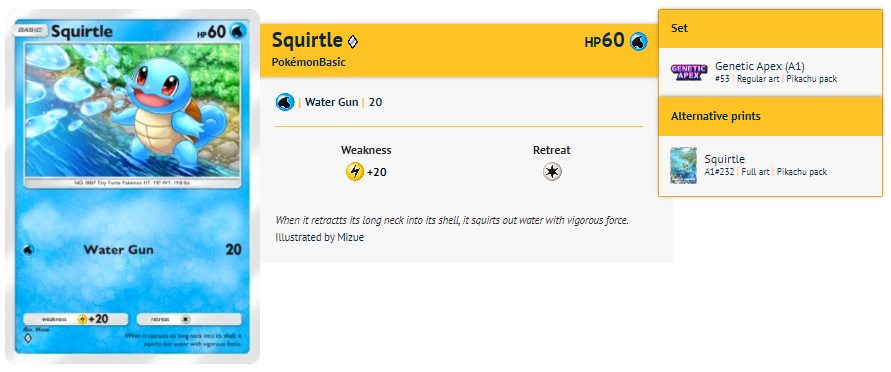 BASIC
Squirtle
HP60
NO. 0007 Tiny Turtle Pokémon HT: 1'8" WT: 19.8 lbs.
Water Gun 20
weakness +20 retreat
Illus. Mizue
When it retracts its long neck into its shell, it
squirts out water with vigorous force.
Squirtle
HP60
PokémonBasic
| Water Gun | 20
Weakness Retreat
+20
When it retractts its long neck into its shell, it squirts out water with vigorous force.
Illustrated by Mizue
Set
GENETIC
APEX
Genetic Apex (A1)
#53 | Regular art | Pikachu pack
Alternative prints
Squirtle
A1#232 | Full art | Pikachu pack